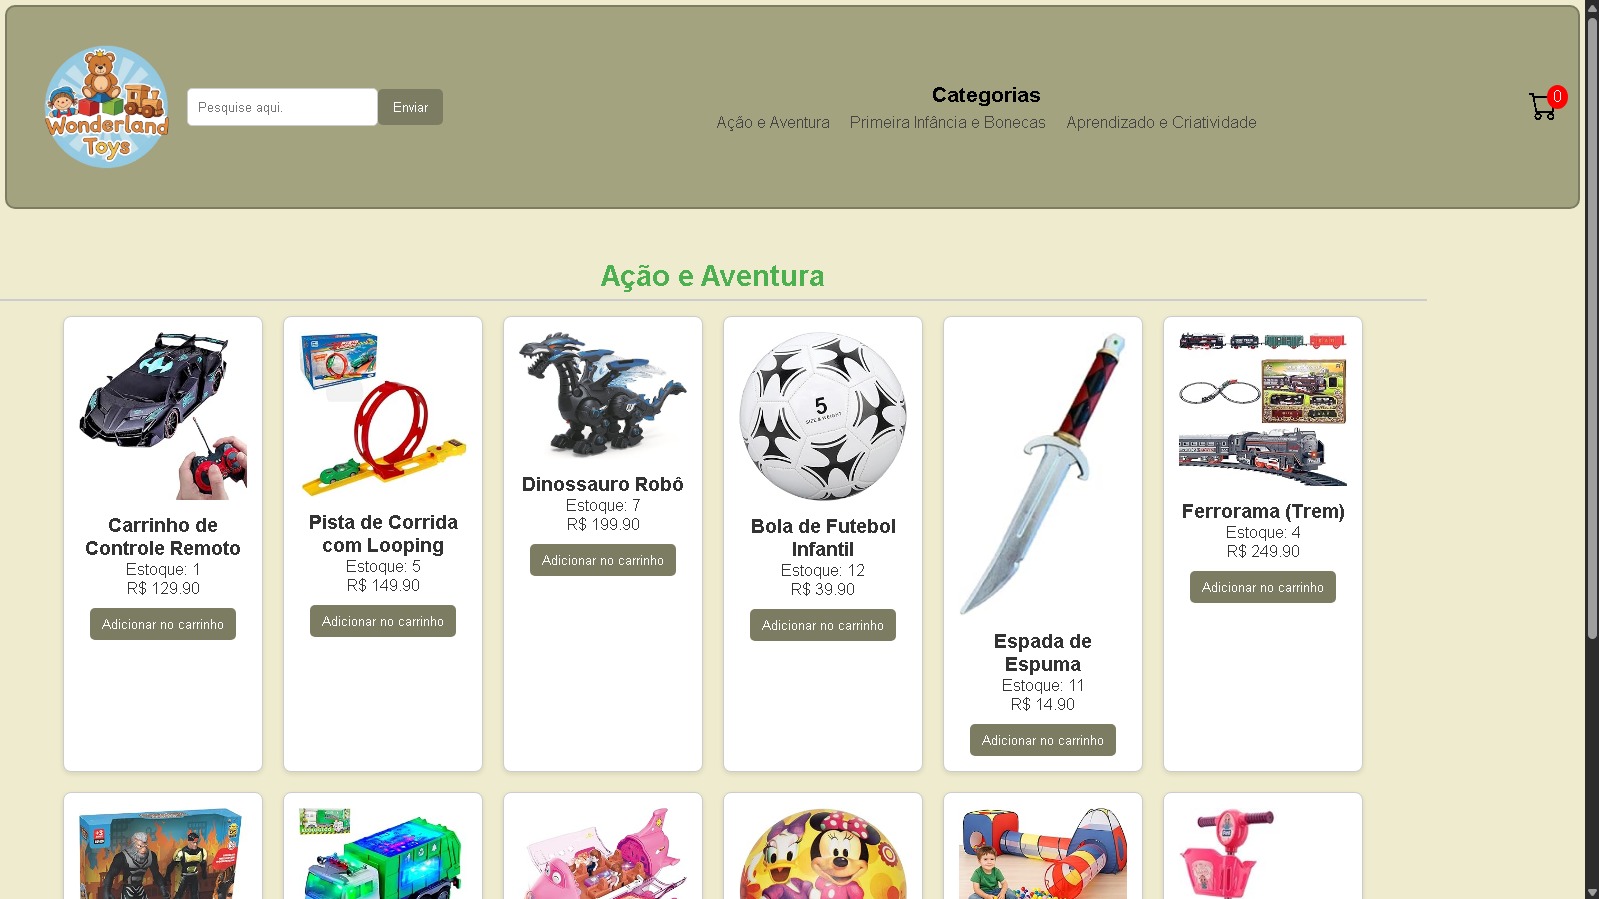 Wonderland
Toys
Pesquise aqui.
Enviar
Categorias
Ação e Aventura
Primeira Infância e Bonecas
Aprendizado e Criatividade
0
Ação e Aventura
Carrinho de
Controle Remoto
Estoque: 1
R$ 129.90
Adicionar no carrinho
Pista de Corrida
com Looping
Estoque: 5
R$ 149.90
Adicionar no carrinho
Dinossauro Robô
Estoque: 7
R$ 199.90
Adicionar no carrinho
5
SIZE & WEIGHT
Bola de Futebol
Infantil
Estoque: 12
R$ 39.90
Adicionar no carrinho
Espada de
Espuma
Estoque: 11
R$ 14.90
Adicionar no carrinho
Ferrorama (Trem)
Estoque: 4
R$ 249.90
Adicionar no carrinho